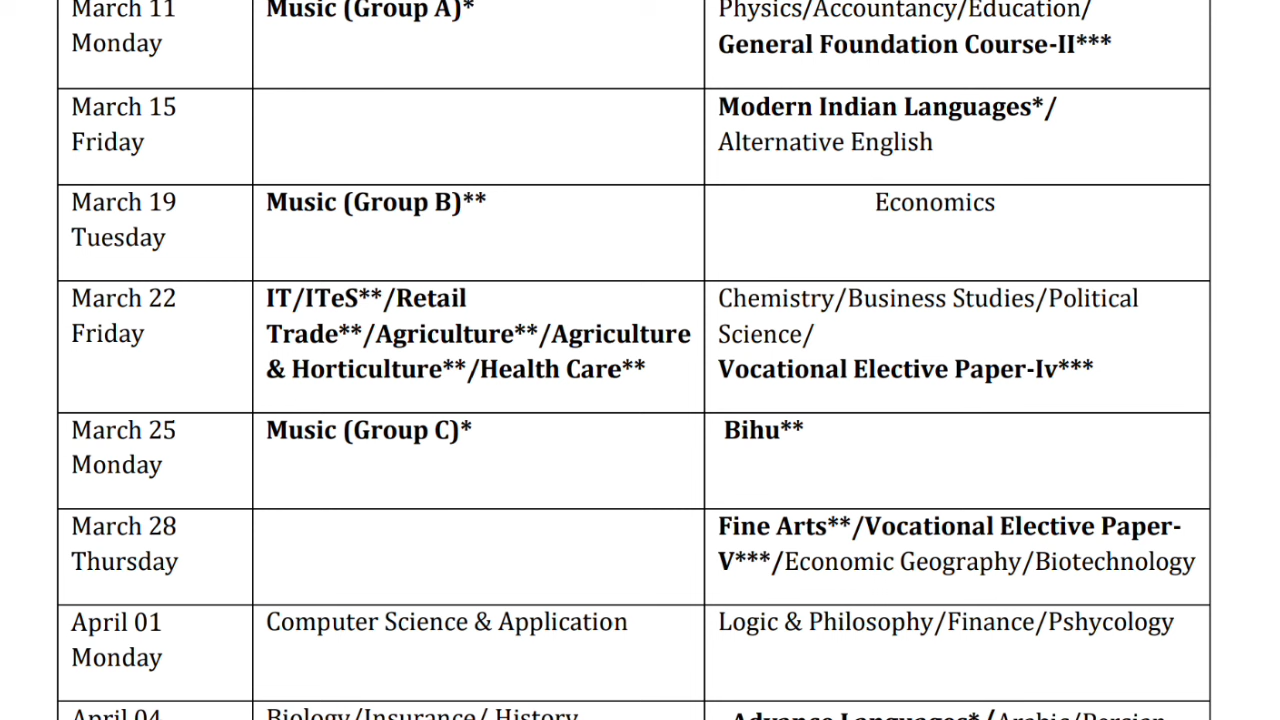 March 11
Monday
Music (Group A)*
Physics/Accountancy/Education/
General Foundation Course-II***
March 15
Friday
Modern Indian Languages*/
Alternative English
March 19
Tuesday
Music (Group B)**
Economics
March 22
Friday
IT/ITeS**/Retail
Trade**/Agriculture**/Agriculture
& Horticulture**/Health Care**
Chemistry/Business Studies/Political
Science/
Vocational Elective Paper-Iv***
March 25
Monday
Music (Group C)*
Bihu**
March 28
Thursday
Fine Arts**/Vocational Elective Paper-
V***/Economic Geography/Biotechnology
April 01
Monday
Computer Science & Application
Logic & Philosophy/Finance/Pshycology
April 04
Biology/Insurance/ History
Advance Languages*/Arabic/Persian